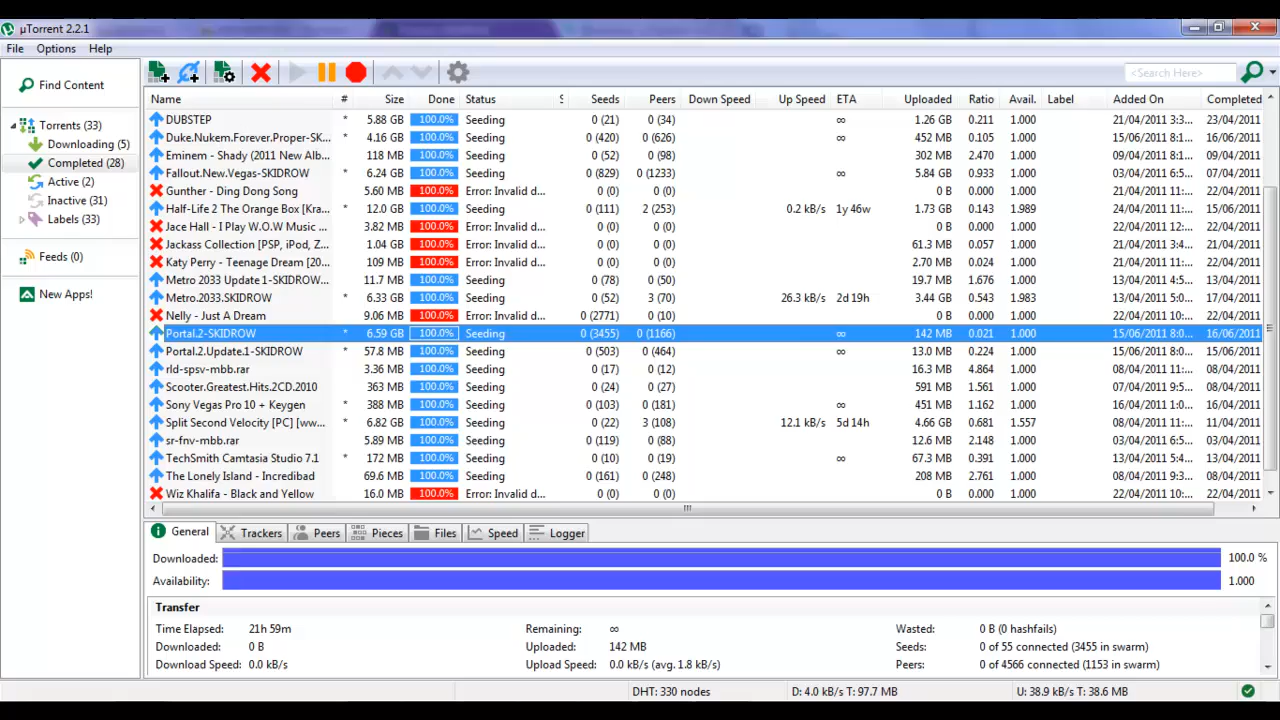 µTorrent 2.2.1
File Options Help
Find Content <Search Here>
Torrents (33)
Downloading (5)
Completed (28)
Active (2)
Inactive (31)
Labels (33)
Feeds (0)
New Apps!
Name # Size Done Status S Seeds Peers Down Speed Up Speed ETA Uploaded Ratio Avail. Label Added On Completed
DUBSTEP * 5.88 GB 100.0% Seeding 0 (21) 0 (34) ∞ 1.26 GB 0.211 1.000 21/04/2011 3:3... 23/04/2011
Duke.Nukem.Forever.Proper-SK... * 4.16 GB 100.0% Seeding 0 (420) 0 (626) ∞ 452 MB 0.105 1.000 15/06/2011 8:1... 16/06/2011
Eminem - Shady (2011 New Alb... 118 MB 100.0% Seeding 0 (52) 0 (98) 302 MB 2.470 1.000 09/04/2011 11:... 09/04/2011
Fallout.New.Vegas-SKIDROW * 6.24 GB 100.0% Seeding 0 (829) 0 (1233) ∞ 5.84 GB 0.933 1.000 03/04/2011 6:5... 07/04/2011
Gunther - Ding Dong Song 5.60 MB 100.0% Error: Invalid d... 0 (0) 0 (0) 0 B 0.000 1.000 21/04/2011 11:... 21/04/2011
Half-Life 2 The Orange Box [Kra... * 12.0 GB 100.0% Seeding 0 (111) 2 (253) 0.2 kB/s 1y 46w 1.73 GB 0.143 1.989 22/04/2011 11:... 15/06/2011
Jace Hall - I Play W.O.W Music ... 3.82 MB 100.0% Error: Invalid d... 0 (0) 0 (0) 0 B 0.000 1.000 22/04/2011 12:... 22/04/2011
Jackass Collection [PSP, iPod, Z... 1.04 GB 100.0% Error: Invalid d... 0 (0) 0 (0) 61.3 MB 0.057 1.000 21/04/2011 3:4... 21/04/2011
Katy Perry - Teenage Dream [20... 109 MB 100.0% Error: Invalid d... 0 (0) 0 (0) 2.70 MB 0.024 1.000 22/04/2011 10:... 22/04/2011
Metro 2033 Update 1-SKIDROW... 11.7 MB 100.0% Seeding 0 (78) 0 (50) 19.7 MB 1.676 1.000 13/04/2011 4:5... 13/04/2011
Metro.2033.SKIDROW * 6.33 GB 100.0% Seeding 0 (52) 3 (70) 26.3 kB/s 2d 19h 3.44 GB 0.543 1.983 13/04/2011 5:0... 17/04/2011
Nelly - Just A Dream 9.06 MB 100.0% Error: Invalid d... 0 (2771) 0 (10) 0 B 0.000 1.000 22/04/2011 10:... 22/04/2011
Portal.2-SKIDROW * 6.59 GB 100.0% Seeding 0 (3455) 0 (1166) ∞ 142 MB 0.021 1.000 15/06/2011 8:0... 16/06/2011
Portal.2.Update.1-SKIDROW * 57.8 MB 100.0% Seeding 0 (503) 0 (464) ∞ 13.0 MB 0.224 1.000 15/06/2011 8:0... 15/06/2011
rld-spsv-mbb.rar 3.36 MB 100.0% Seeding 0 (17) 0 (12) 16.3 MB 4.864 1.000 08/04/2011 11:... 08/04/2011
Scooter.Greatest.Hits.2CD.2010 363 MB 100.0% Seeding 0 (24) 0 (27) 591 MB 1.561 1.000 07/04/2011 9:5... 08/04/2011
Sony Vegas Pro 10 + Keygen * 388 MB 100.0% Seeding 0 (103) 0 (181) ∞ 451 MB 1.162 1.000 13/04/2011 5:0... 16/04/2011
Split Second Velocity [PC] [ww... * 6.82 GB 100.0% Seeding 0 (22) 3 (108) 12.1 kB/s 5d 14h 4.66 GB 0.681 1.557 08/04/2011 11:... 11/04/2011
sr-fnv-mbb.rar 5.89 MB 100.0% Seeding 0 (119) 0 (88) 12.6 MB 2.148 1.000 03/04/2011 6:5... 03/04/2011
TechSmith Camtasia Studio 7.1 * 172 MB 100.0% Seeding 0 (10) 0 (19) ∞ 67.3 MB 0.391 1.000 13/04/2011 5:4... 13/04/2011
The Lonely Island - Incredibad 69.6 MB 100.0% Seeding 0 (161) 0 (248) 208 MB 2.761 1.000 08/04/2011 9:3... 08/04/2011
Wiz Khalifa - Black and Yellow 16.0 MB 100.0% Error: Invalid d... 0 (0) 0 (0) 0 B 0.000 1.000 22/04/2011 10:... 22/04/2011
General Trackers Peers Pieces Files Speed Logger
Downloaded: 100.0 %
Availability: 1.000
Transfer
Time Elapsed: 21h 59m Remaining: ∞ Wasted: 0 B (0 hashfails)
Downloaded: 0 B Uploaded: 142 MB Seeds: 0 of 55 connected (3455 in swarm)
Download Speed: 0.0 kB/s Upload Speed: 0.0 kB/s (avg. 1.8 kB/s) Peers: 0 of 4566 connected (1153 in swarm)
DHT: 330 nodes D: 4.0 kB/s T: 97.7 MB U: 38.9 kB/s T: 38.6 MB